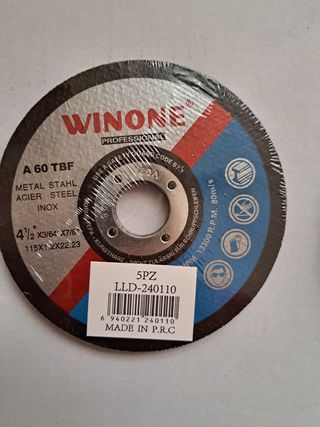 WINONE®
PROFESSIONAL
A 60 TBF
METAL STAHL
ACIER STEEL
INOX
4½"X3/64"X7/8"
115X1.2X22.23
13300 R.P.M. 80m/s
5PZ
LLD-240110
6 940221 240110
MADE IN P.R.C